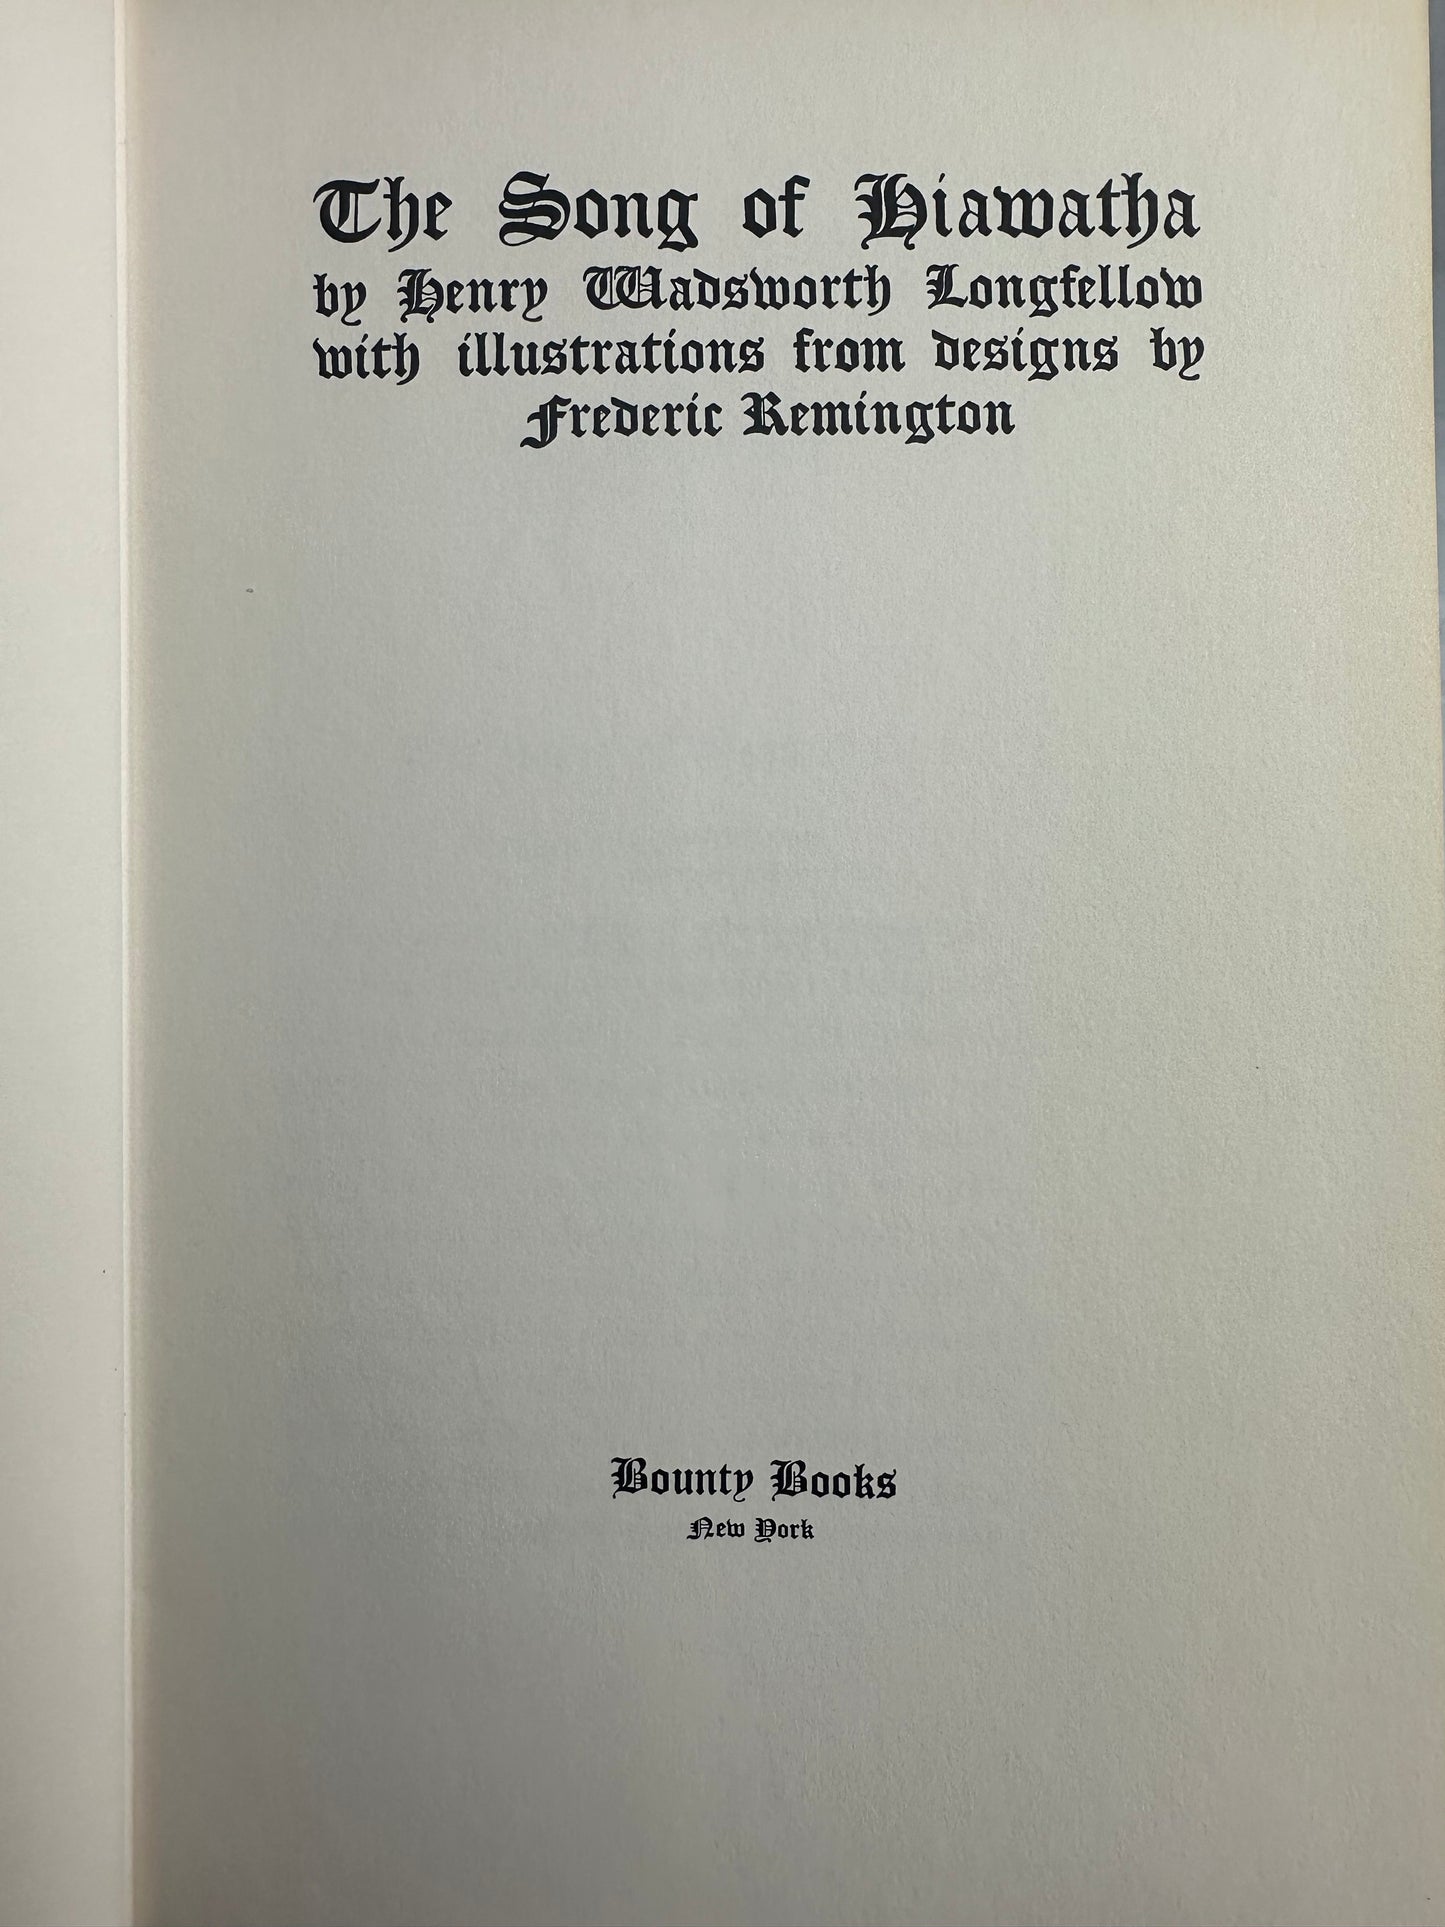 The Song of Hiawatha
by Henry Wadsworth Longfellow
with illustrations from designs by
Frederic Remington
Bounty Books
New York